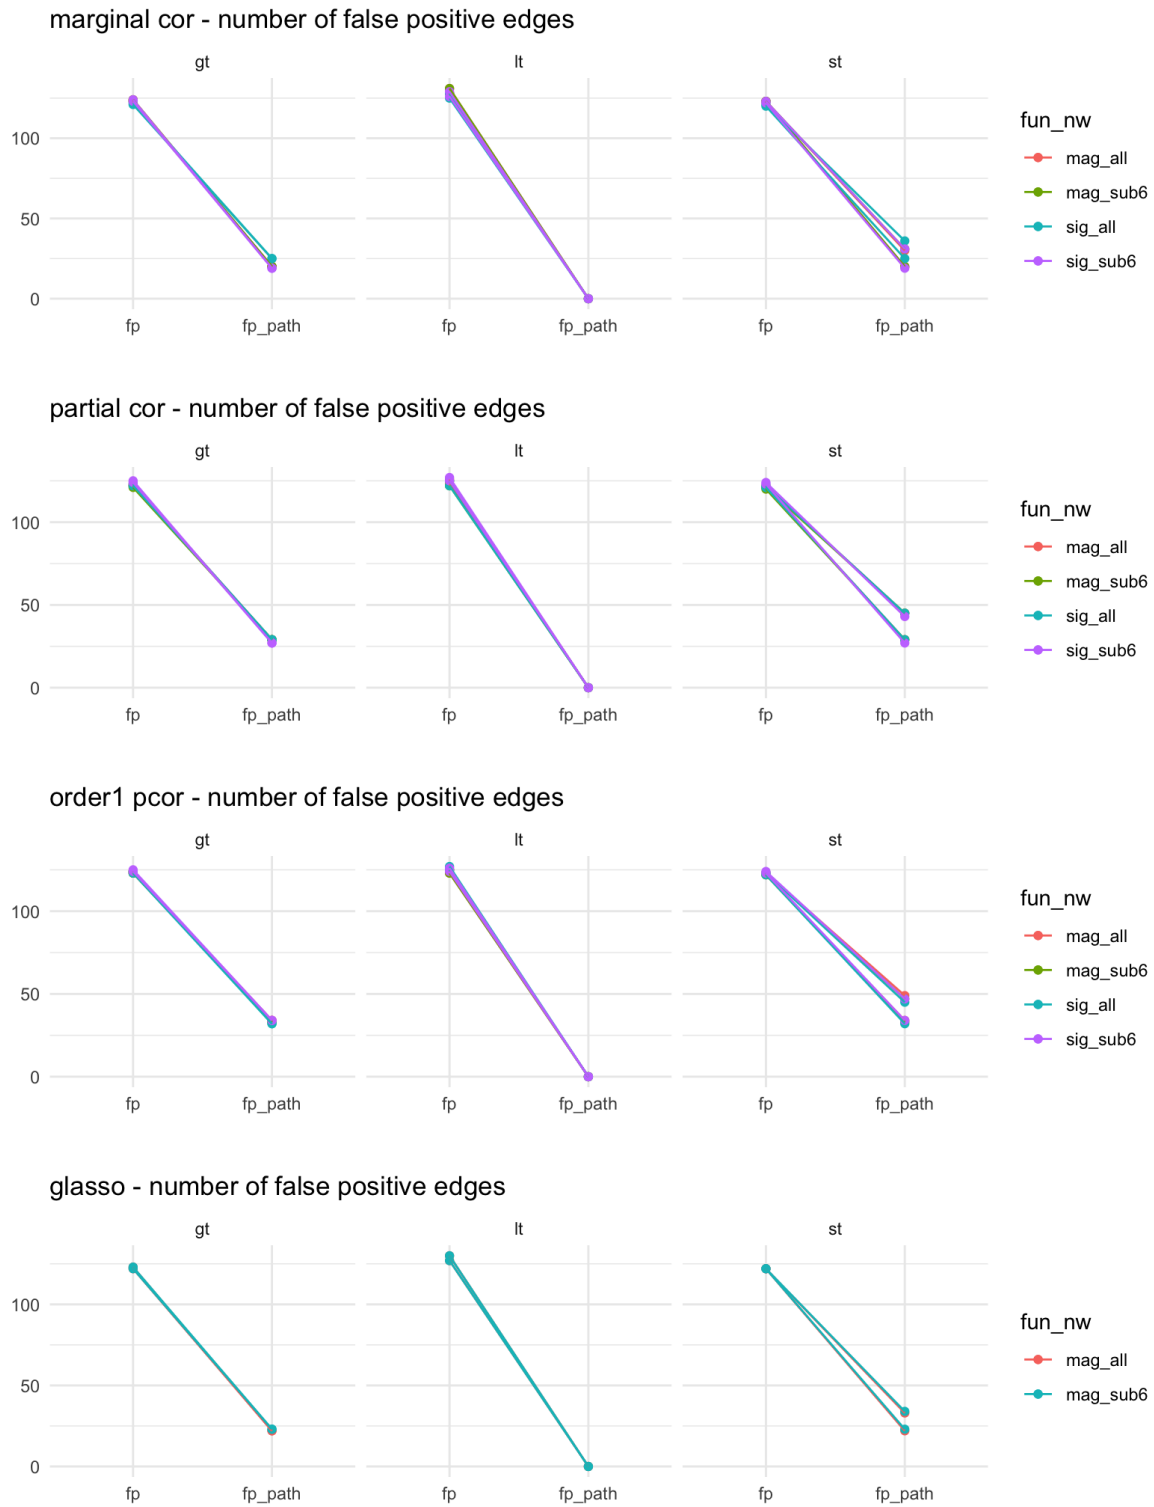 marginal cor - number of false positive edges
gt lt st
100
50
0
fp fp_path fp fp_path fp fp_path
fun_nw
mag_all
mag_sub6
sig_all
sig_sub6
partial cor - number of false positive edges
gt lt st
100
50
0
fp fp_path fp fp_path fp fp_path
fun_nw
mag_all
mag_sub6
sig_all
sig_sub6
order1 pcor - number of false positive edges
gt lt st
100
50
0
fp fp_path fp fp_path fp fp_path
fun_nw
mag_all
mag_sub6
sig_all
sig_sub6
glasso - number of false positive edges
gt lt st
100
50
0
fp fp_path fp fp_path fp fp_path
fun_nw
mag_all
mag_sub6